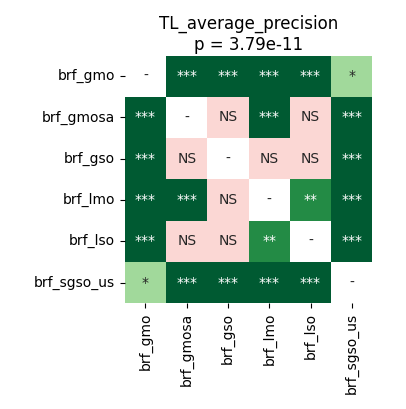 TL_average_precision
p = 3.79e-11
brf_gmo - *** *** *** *** *
brf_gmosa *** - NS *** NS ***
brf_gso *** NS - NS NS ***
brf_lmo *** *** NS - ** ***
brf_lso *** NS NS ** - ***
brf_sgso_us * *** *** *** *** -
brf_gmo brf_gmosa brf_gso brf_lmo brf_lso brf_sgso_us